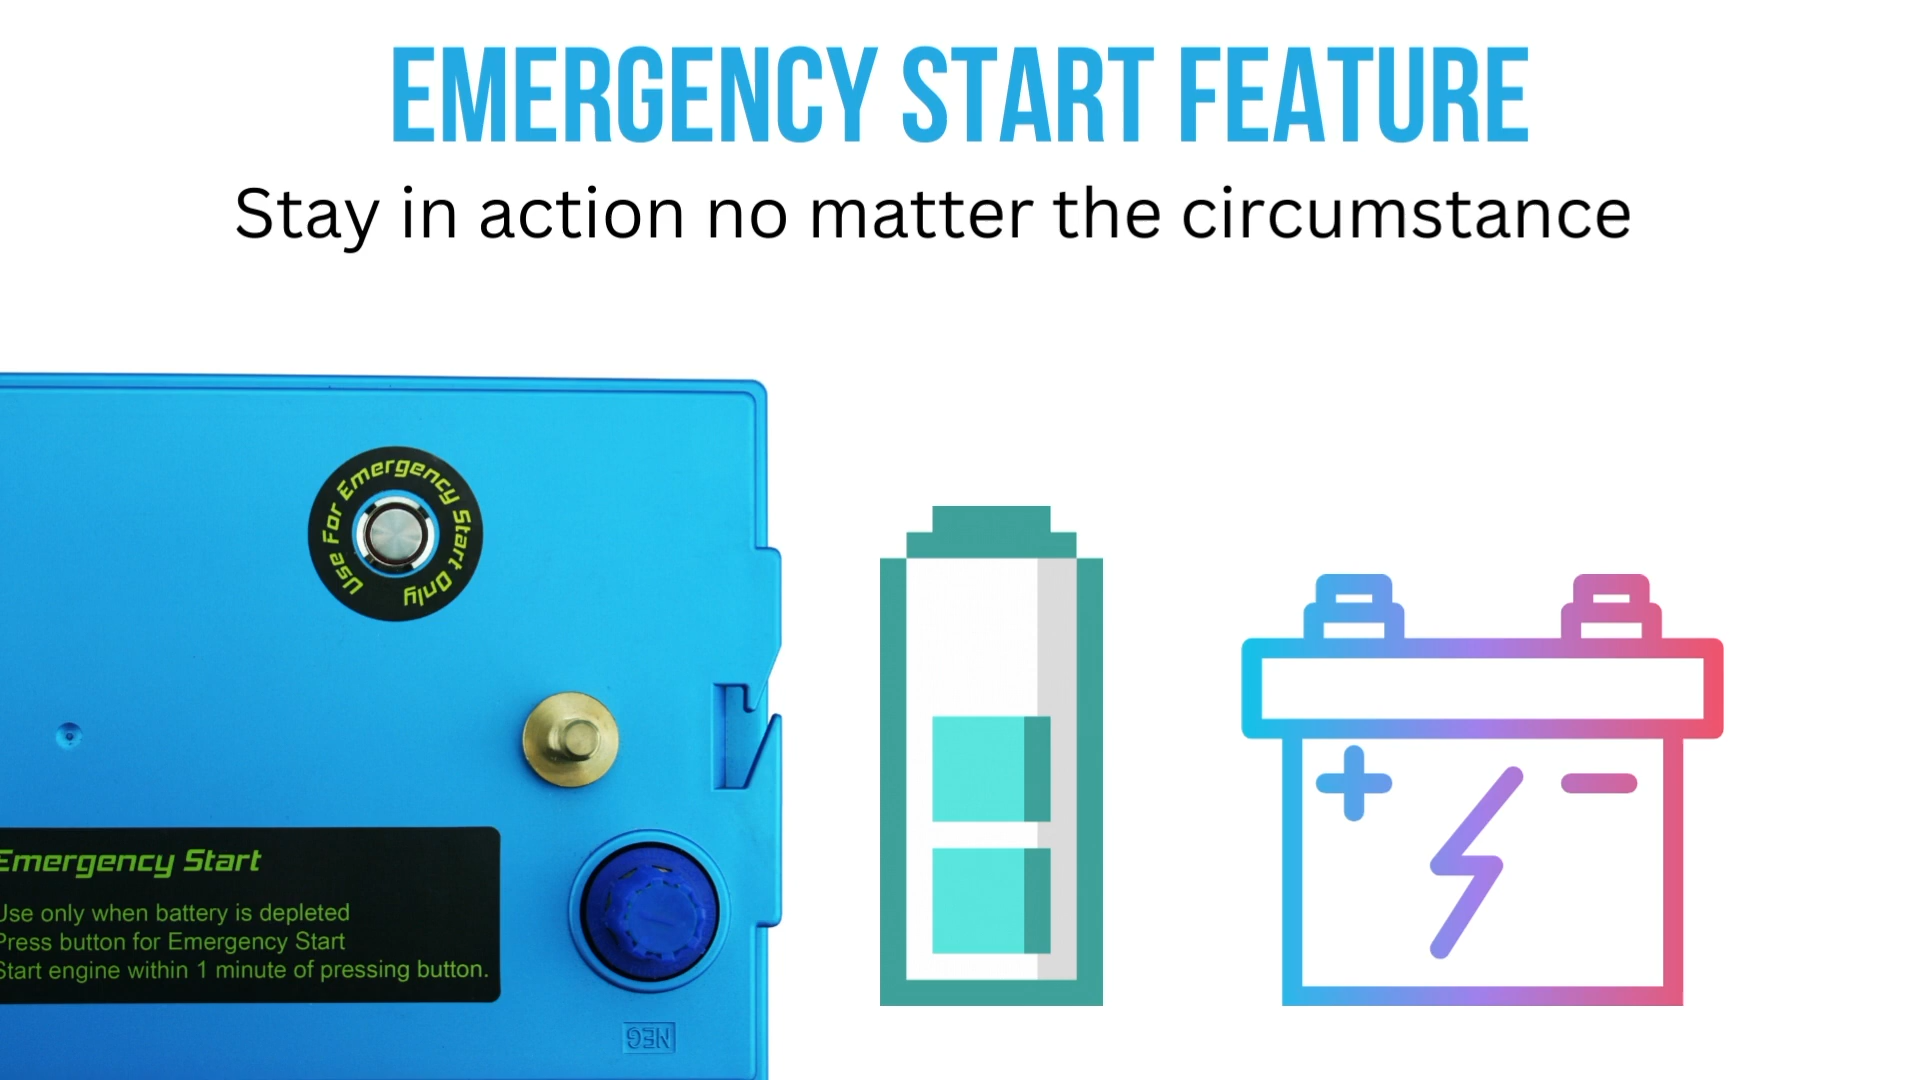 EMERGENCY START FEATURE
Stay in action no matter the circumstance
Use For Emergency Start Only
Emergency Start
Use only when battery is depleted
Press button for Emergency Start
Start engine within 1 minute of pressing button.
+ -
NEG